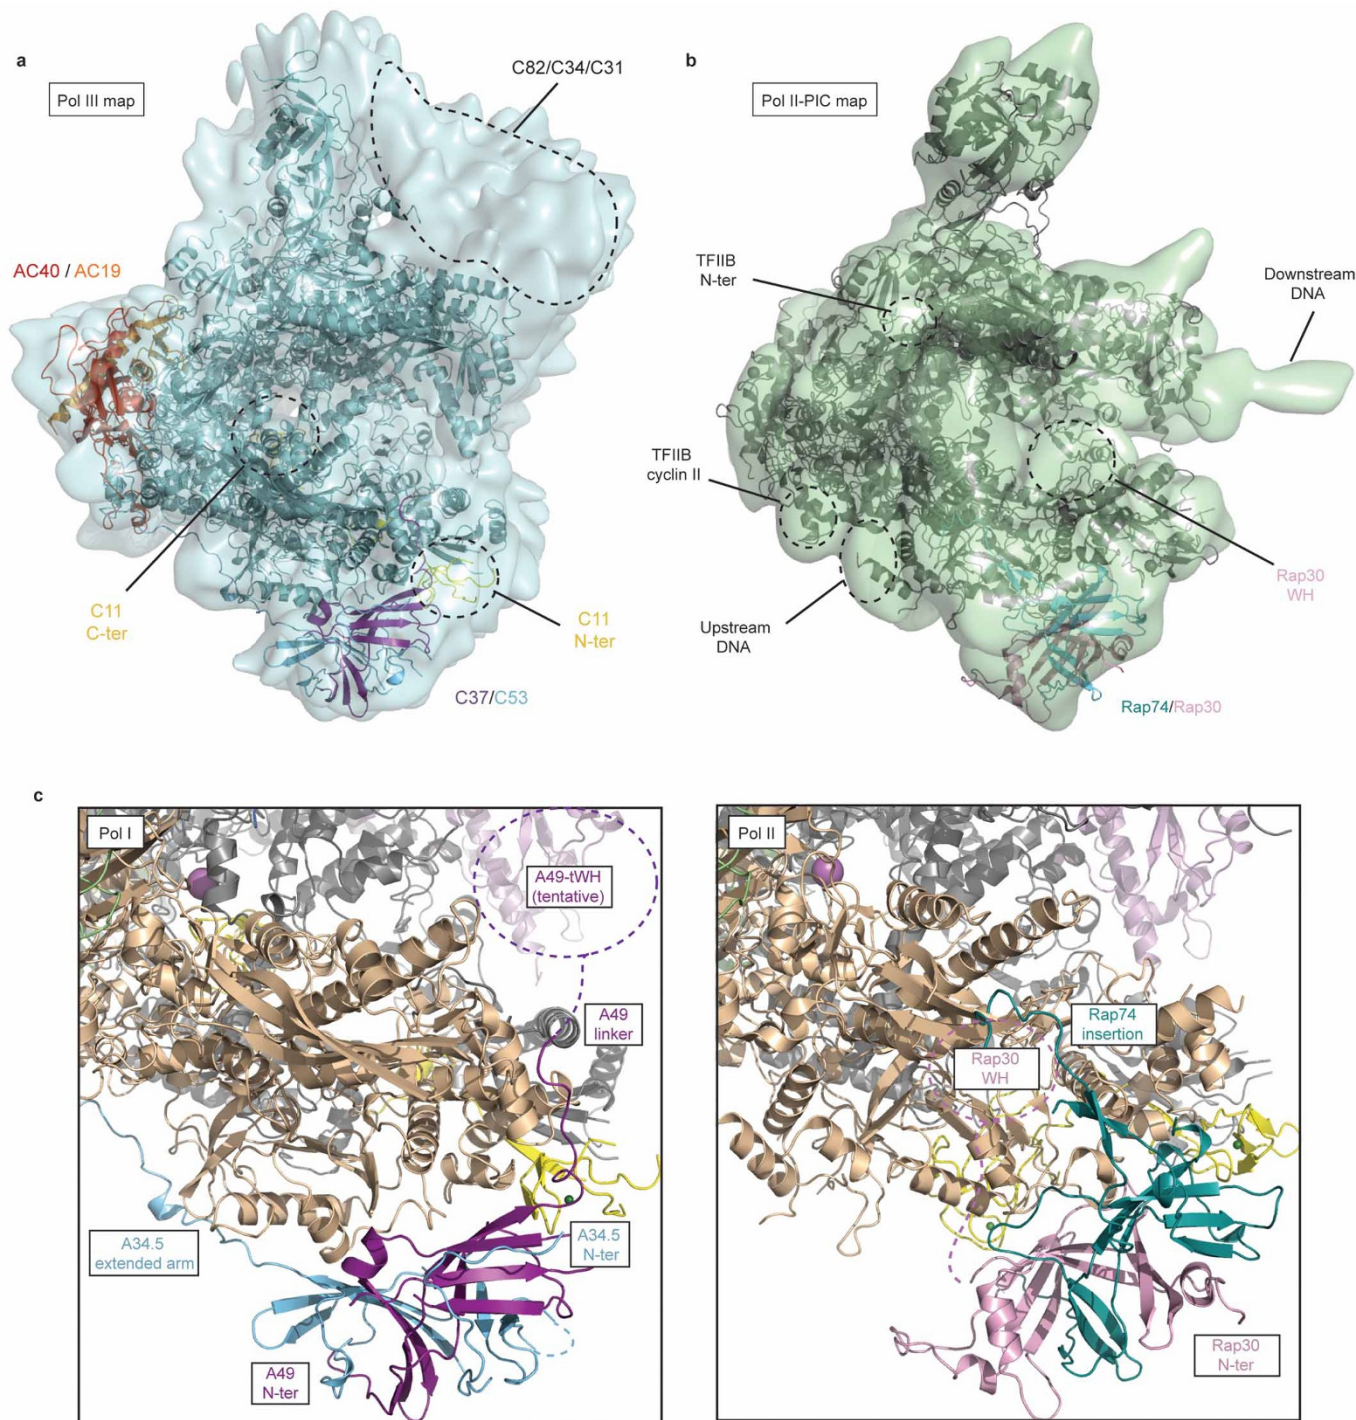 a
Pol III map
C82/C34/C31
AC40 / AC19
C11
C-ter
C11
N-ter
C37/C53
b
Pol II-PIC map
TFIIB
N-ter
Downstream
DNA
TFIIB
cyclin II
Upstream
DNA
Rap30
WH
Rap74/Rap30
c
Pol I
A49-tWH
(tentative)
A49
linker
A34.5
extended arm
A34.5
N-ter
A49
N-ter
Pol II
Rap74
insertion
Rap30
WH
Rap30
N-ter